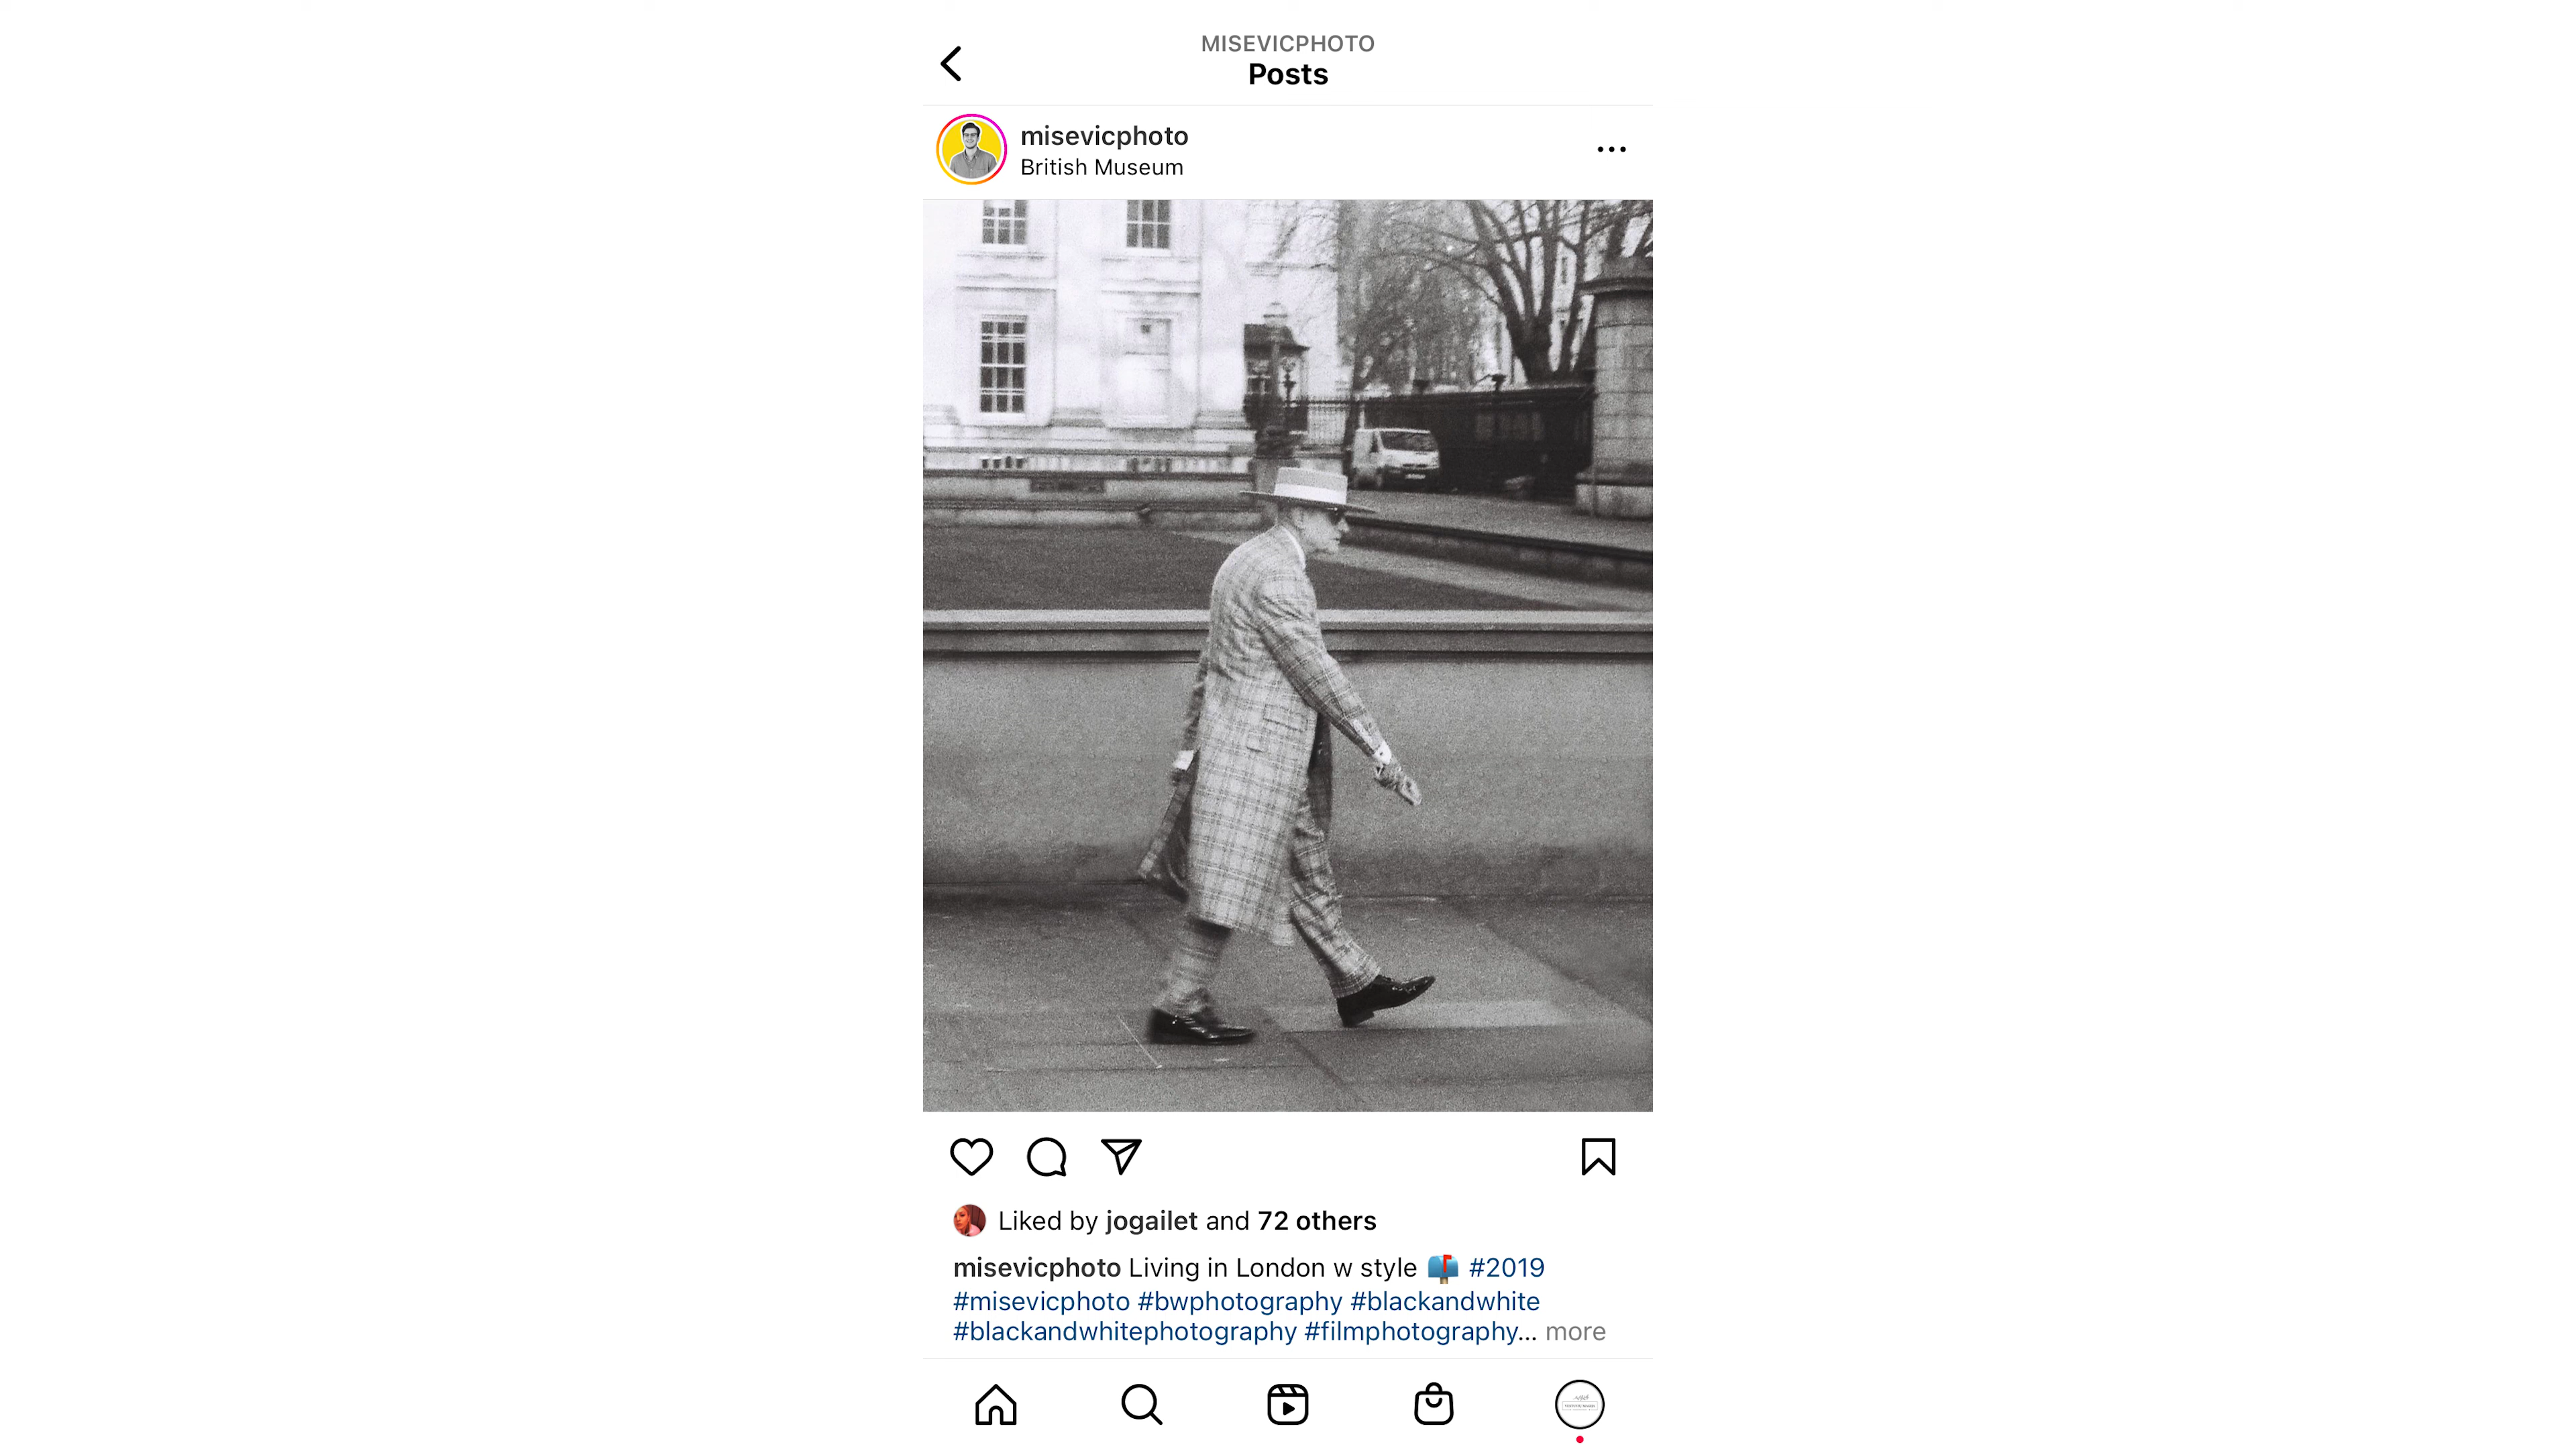 MISEVICPHOTO
Posts
misevicphoto
British Museum
Liked by jogailet and 72 others
misevicphoto Living in London w style 📫 #2019
#misevicphoto #bwphotography #blackandwhite
#blackandwhitephotography #filmphotography... more